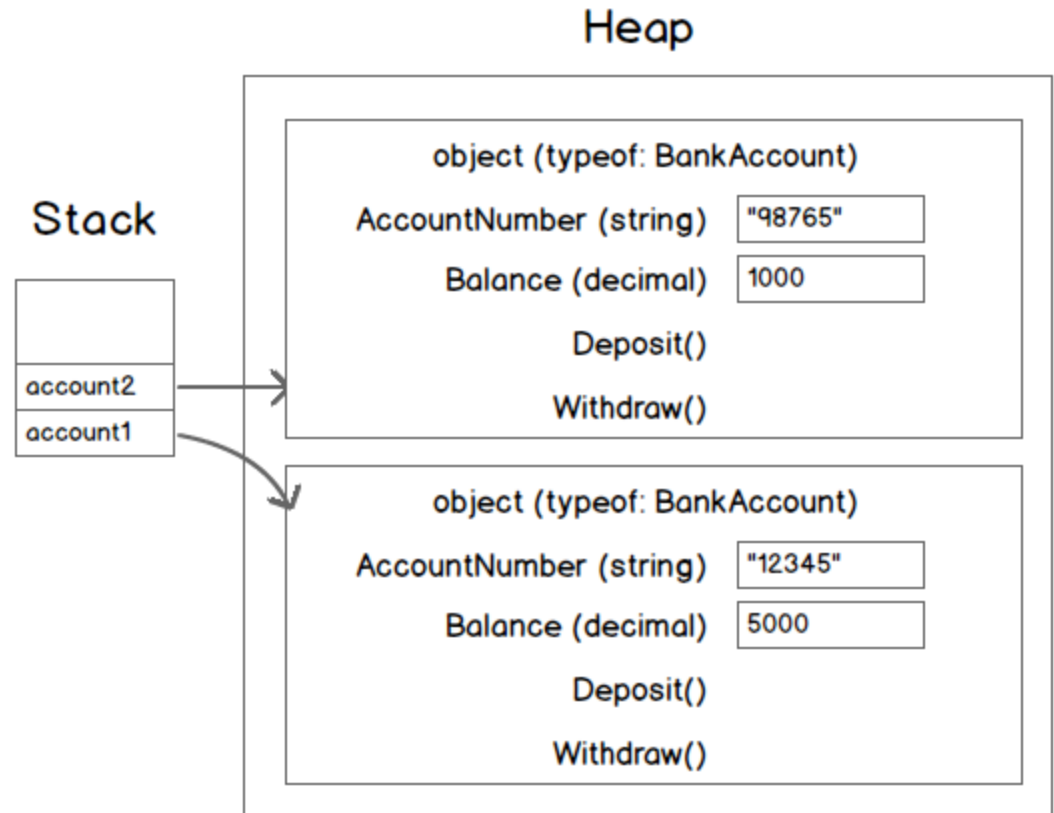 Heap
Stack
account2
account1
object (typeof: BankAccount)
AccountNumber (string) "98765"
Balance (decimal) 1000
Deposit()
Withdraw()
object (typeof: BankAccount)
AccountNumber (string) "12345"
Balance (decimal) 5000
Deposit()
Withdraw()